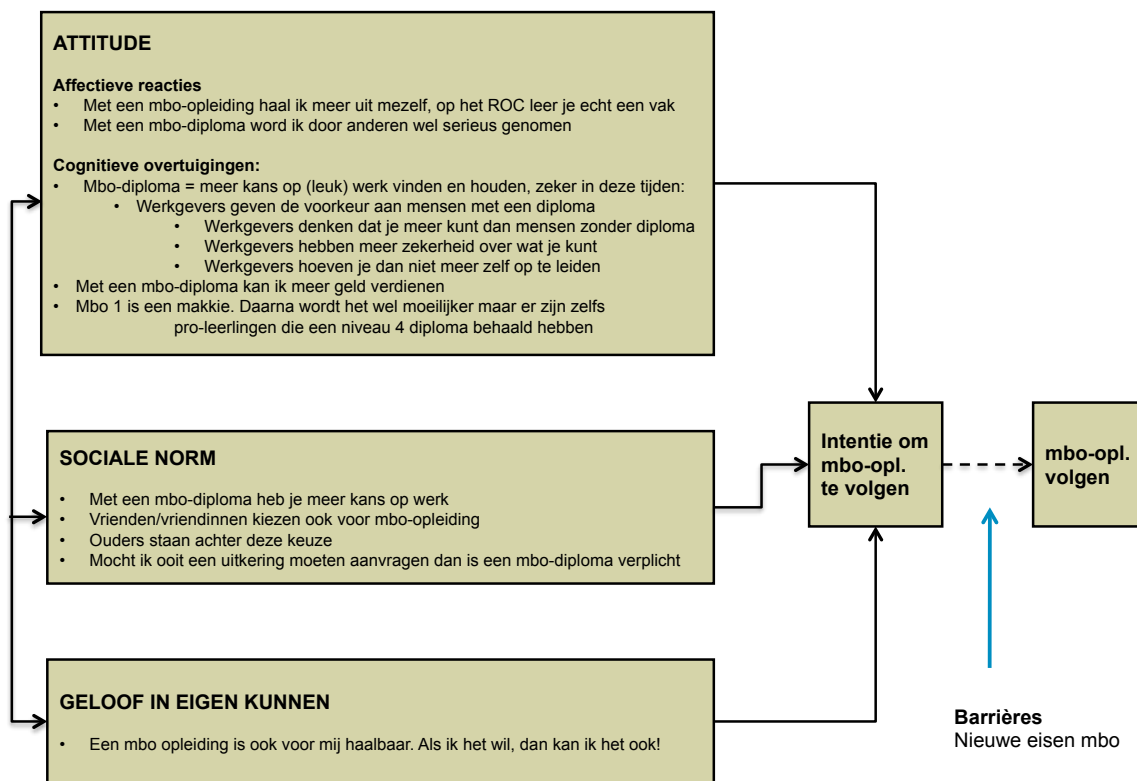 ATTITUDE
Affectieve reacties
• Met een mbo-opleiding haal ik meer uit mezelf, op het ROC leer je echt een vak
• Met een mbo-diploma word ik door anderen wel serieus genomen
Cognitieve overtuigingen:
• Mbo-diploma = meer kans op (leuk) werk vinden en houden, zeker in deze tijden:
• Werkgevers geven de voorkeur aan mensen met een diploma
• Werkgevers denken dat je meer kunt dan mensen zonder diploma
• Werkgevers hebben meer zekerheid over wat je kunt
• Werkgevers hoeven je dan niet meer zelf op te leiden
• Met een mbo-diploma kan ik meer geld verdienen
• Mbo 1 is een makkie. Daarna wordt het wel moeilijker maar er zijn zelfs
pro-leerlingen die een niveau 4 diploma behaald hebben
SOCIALE NORM
• Met een mbo-diploma heb je meer kans op werk
• Vrienden/vriendinnen kiezen ook voor mbo-opleiding
• Ouders staan achter deze keuze
• Mocht ik ooit een uitkering moeten aanvragen dan is een mbo-diploma verplicht
GELOOF IN EIGEN KUNNEN
• Een mbo opleiding is ook voor mij haalbaar. Als ik het wil, dan kan ik het ook!
Intentie om
mbo-opl.
te volgen
mbo-opl.
volgen
Barrières
Nieuwe eisen mbo